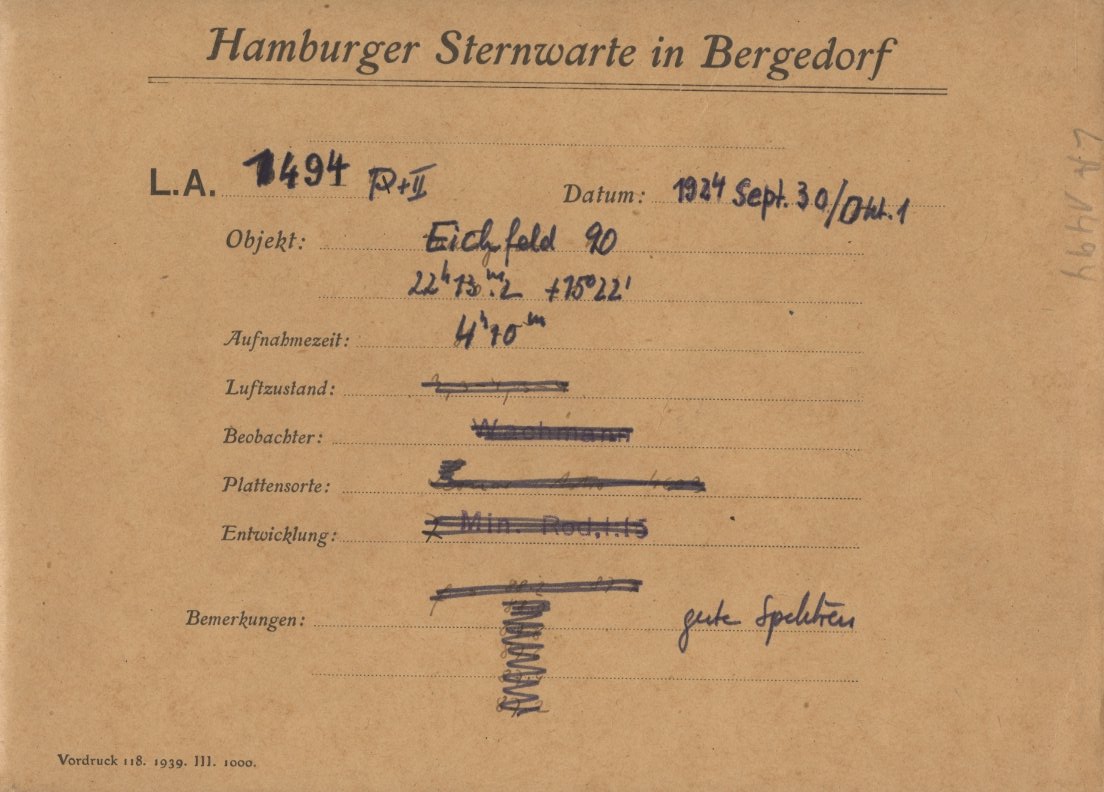 Hamburger Sternwarte in Bergedorf
L.A. 1494 +II
Datum: 1924 Sept. 30/Okt. 1
Objekt: Eichfeld 90
22h 13m.2 +15°22'
Aufnahmezeit: 4h 10m
Luftzustand:
Beobachter: Wachmann
Plattensorte:
Entwicklung: Min. Rod. 1:15
Bemerkungen: gute Spektren
Vordruck 118. 1939. III. 1000.
LA 1494